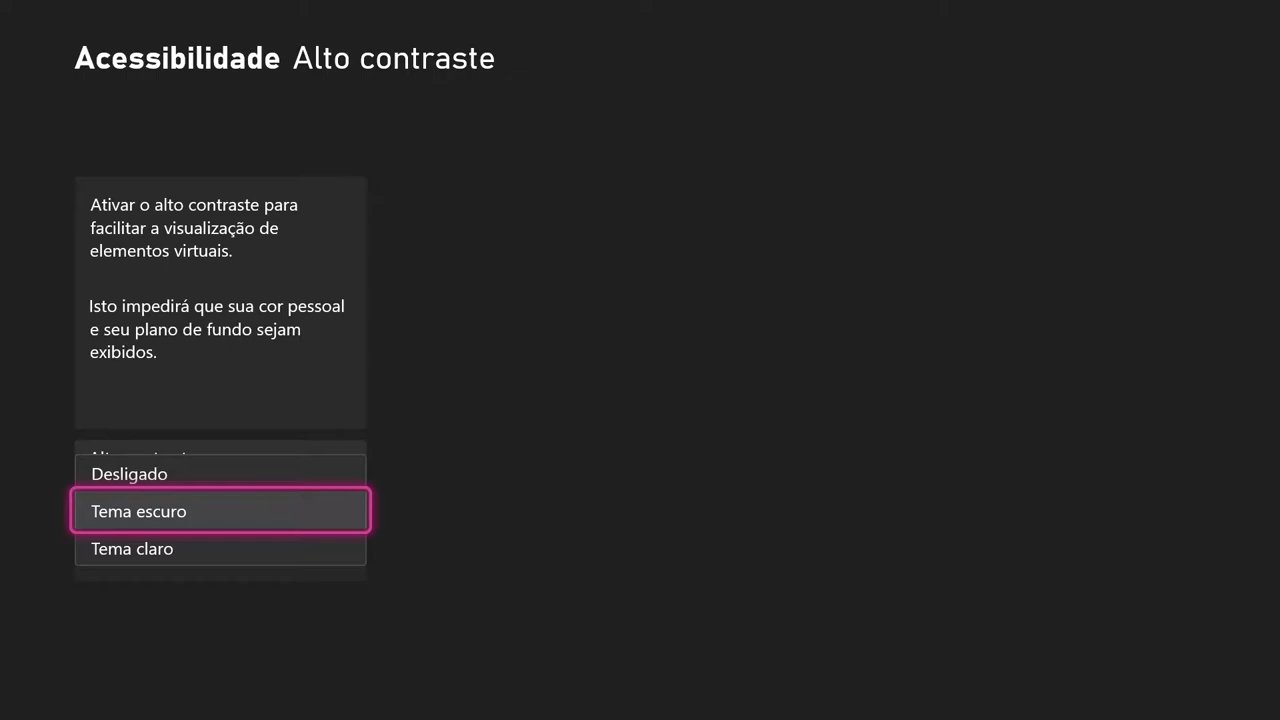 Acessibilidade Alto contraste
Ativar o alto contraste para
facilitar a visualização de
elementos virtuais.
Isto impedirá que sua cor pessoal
e seu plano de fundo sejam
exibidos.
Desligado
Tema escuro
Tema claro